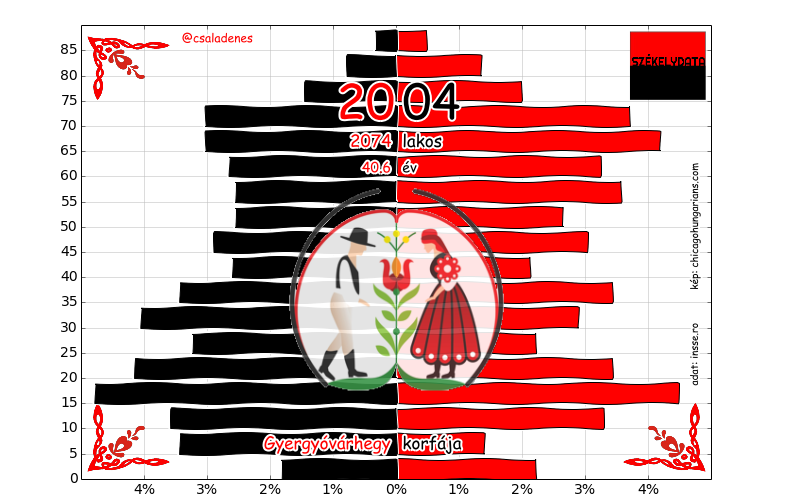 @csaladenes
SZÉKELYDATA
2004
2074 lakos
40.6 év
kép: chicagohungarians.com
adat: insse.ro
Gyergyóvárhegy korfája
85
80
75
70
65
60
55
50
45
40
35
30
25
20
15
10
5
0
4% 3% 2% 1% 0% 1% 2% 3% 4%